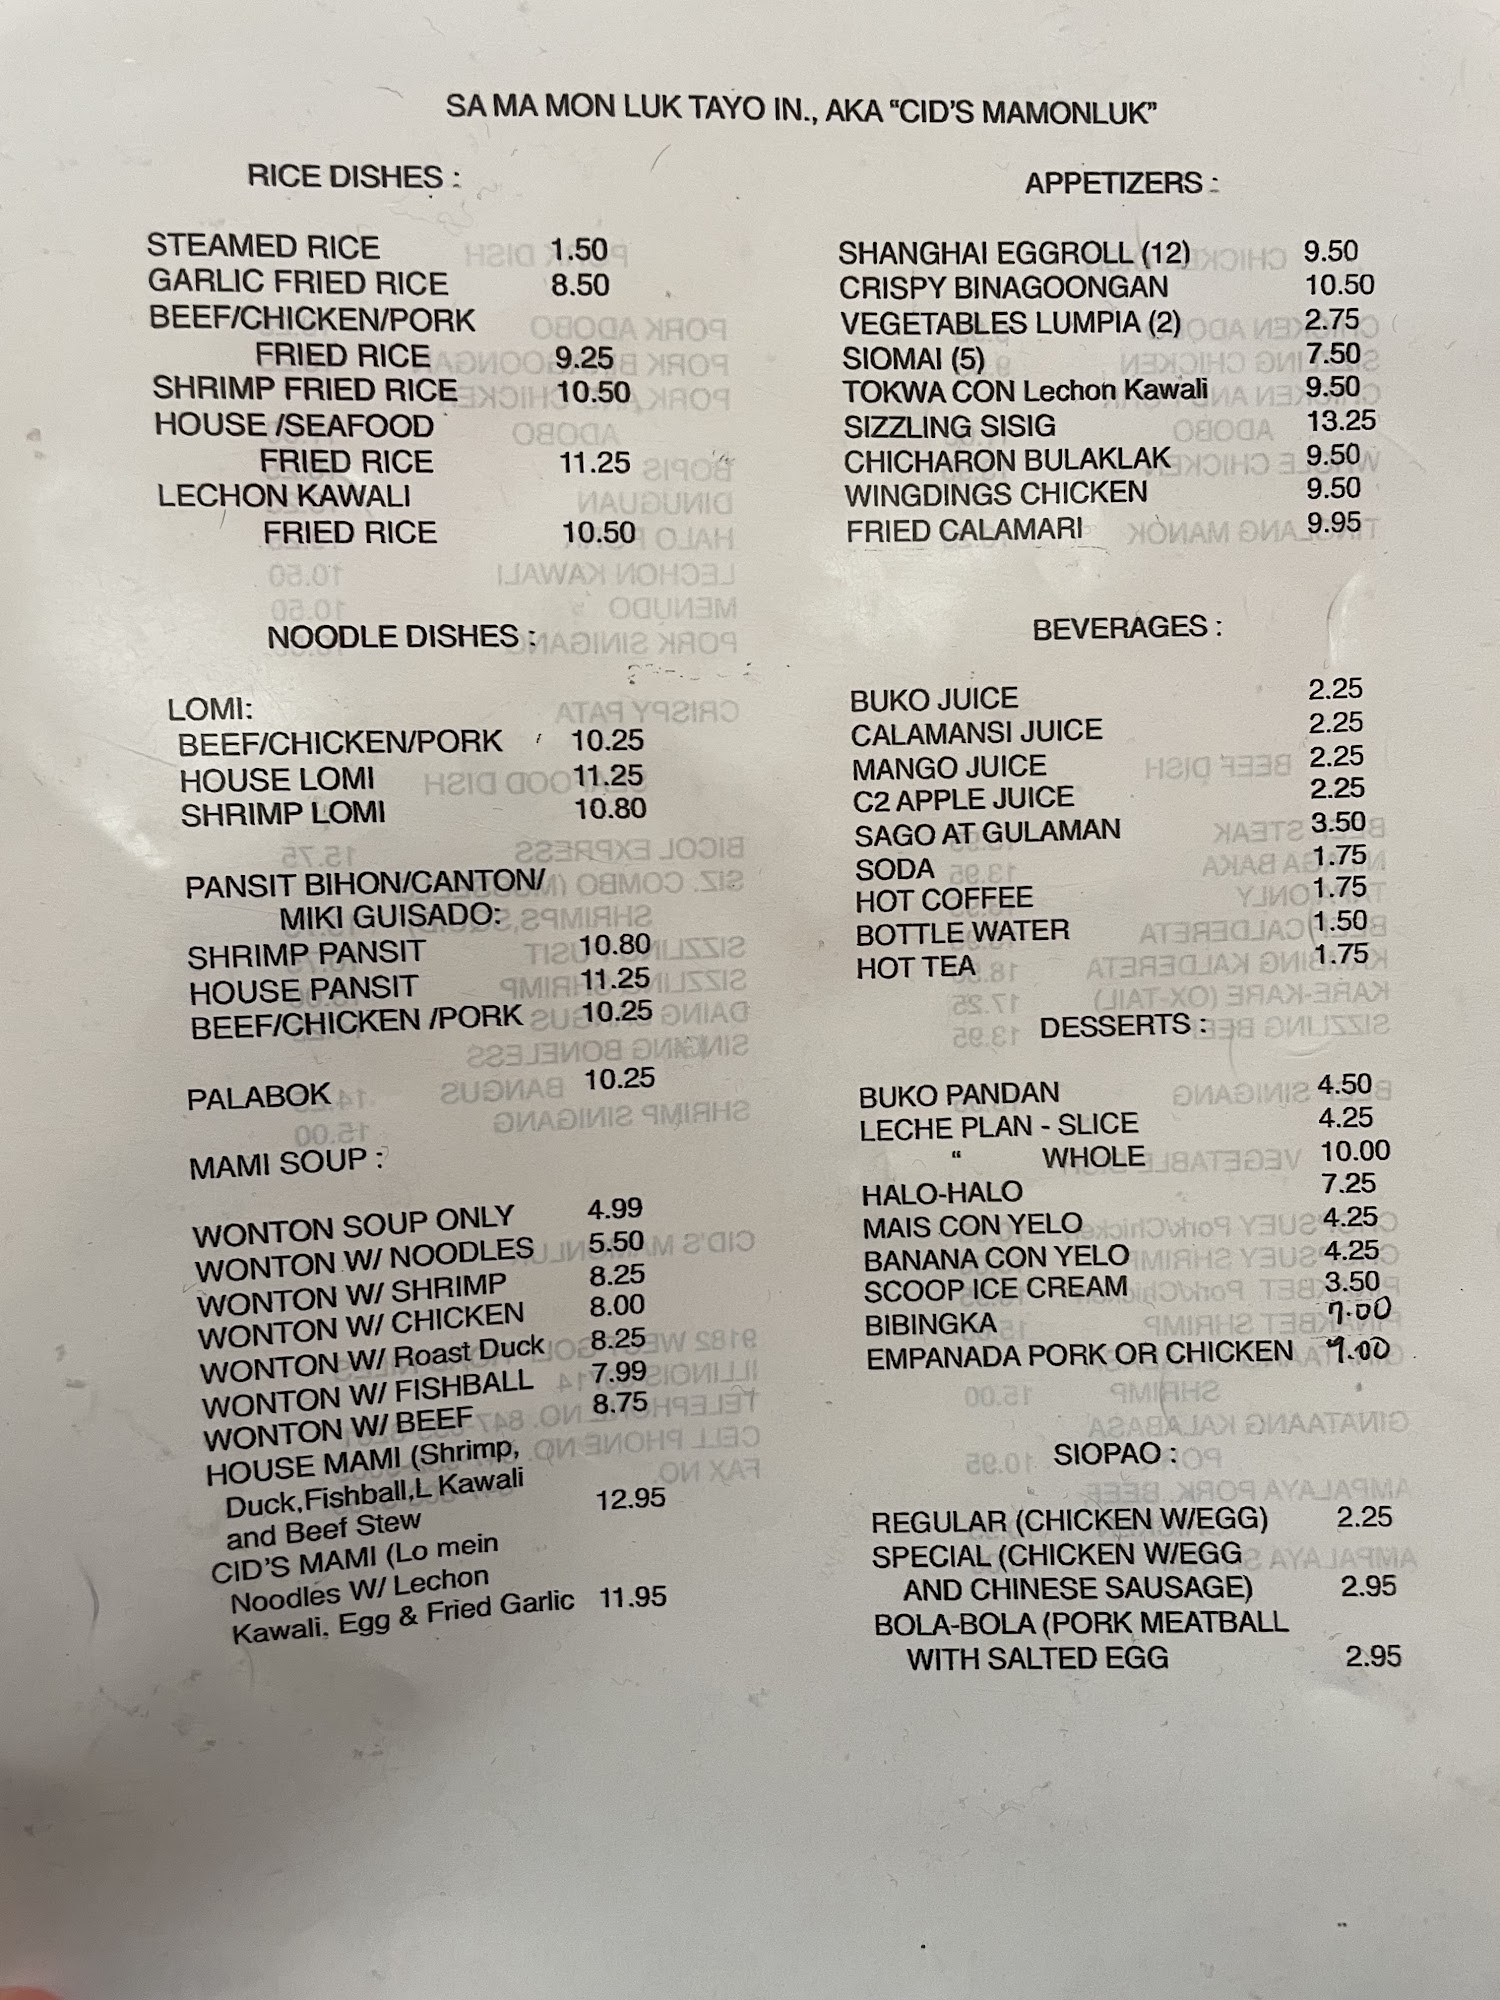 SA MA MON LUK TAYO IN., AKA “CID’S MAMONLUK”
RICE DISHES :
STEAMED RICE 1.50
GARLIC FRIED RICE 8.50
BEEF/CHICKEN/PORK
FRIED RICE 9.25
SHRIMP FRIED RICE 10.50
HOUSE /SEAFOOD
FRIED RICE 11.25
LECHON KAWALI
FRIED RICE 10.50
NOODLE DISHES :
LOMI:
BEEF/CHICKEN/PORK 10.25
HOUSE LOMI 11.25
SHRIMP LOMI 10.80
PANSIT BIHON/CANTON/
MIKI GUISADO:
SHRIMP PANSIT 10.80
HOUSE PANSIT 11.25
BEEF/CHICKEN /PORK 10.25
PALABOK 10.25
MAMI SOUP :
WONTON SOUP ONLY 4.99
WONTON W/ NOODLES 5.50
WONTON W/ SHRIMP 8.25
WONTON W/ CHICKEN 8.00
WONTON W/ Roast Duck 8.25
WONTON W/ FISHBALL 7.99
WONTON W/ BEEF 8.75
HOUSE MAMI (Shrimp,
Duck,Fishball,L Kawali
and Beef Stew 12.95
CID’S MAMI (Lo mein
Noodles W/ Lechon
Kawali, Egg & Fried Garlic 11.95
APPETIZERS :
SHANGHAI EGGROLL (12) 9.50
CRISPY BINAGOONGAN 10.50
VEGETABLES LUMPIA (2) 2.75
SIOMAI (5) 7.50
TOKWA CON Lechon Kawali 9.50
SIZZLING SISIG 13.25
CHICHARON BULAKLAK 9.50
WINGDINGS CHICKEN 9.50
FRIED CALAMARI 9.95
BEVERAGES :
BUKO JUICE 2.25
CALAMANSI JUICE 2.25
MANGO JUICE 2.25
C2 APPLE JUICE 2.25
SAGO AT GULAMAN 3.50
SODA 1.75
HOT COFFEE 1.75
BOTTLE WATER 1.50
HOT TEA 1.75
DESSERTS :
BUKO PANDAN 4.50
LECHE PLAN - SLICE 4.25
“ WHOLE 10.00
HALO-HALO 7.25
MAIS CON YELO 4.25
BANANA CON YELO 4.25
SCOOP ICE CREAM 3.50
BIBINGKA
EMPANADA PORK OR CHICKEN
SIOPAO :
REGULAR (CHICKEN W/EGG) 2.25
SPECIAL (CHICKEN W/EGG
AND CHINESE SAUSAGE) 2.95
BOLA-BOLA (PORK MEATBALL
WITH SALTED EGG 2.95